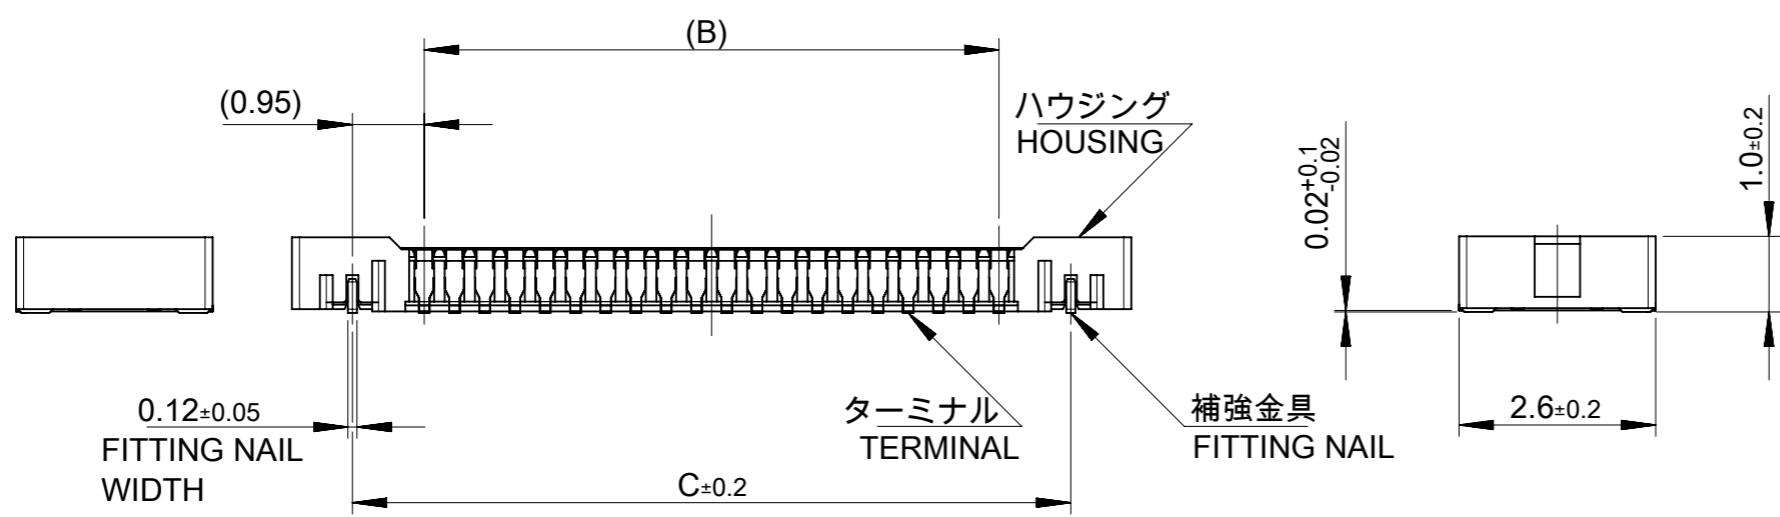 (B)
(0.95)
ハウジング
HOUSING
0.02+0.1
-0.02
1.0±0.2
0.12±0.05
FITTING NAIL
WIDTH
ターミナル
TERMINAL
補強金具
FITTING NAIL
2.6±0.2
C±0.2